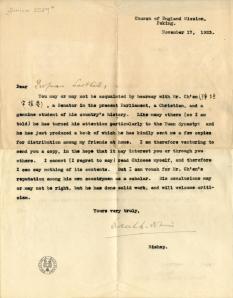 Church of England Mission,
Peking.
November 17, 1923.
Dear Professor Soothill,
You may or may not be acquainted by hearsay with Mr. Ch'en
a Senator in the present Parliament, a Christian, and a
genuine student of his country's history. Like many others (so I am
told) he has turned his attention particularly to the Yuan dynasty: and
he has just produced a book of which he has kindly sent me a few copies
for distribution among my friends at home. I am therefore venturing to
send you a copy, in the hope that it may interest you or through you
others. I cannot (I regret to say) read Chinese myself, and therefore
I can say nothing of its contents. But I can vouch for Mr. Ch'en's
reputation among his own countrymen as a scholar. His conclusions may
or may not be right, but he has done solid work, and will welcome criti-
cism.
Yours very truly,
Bishop.